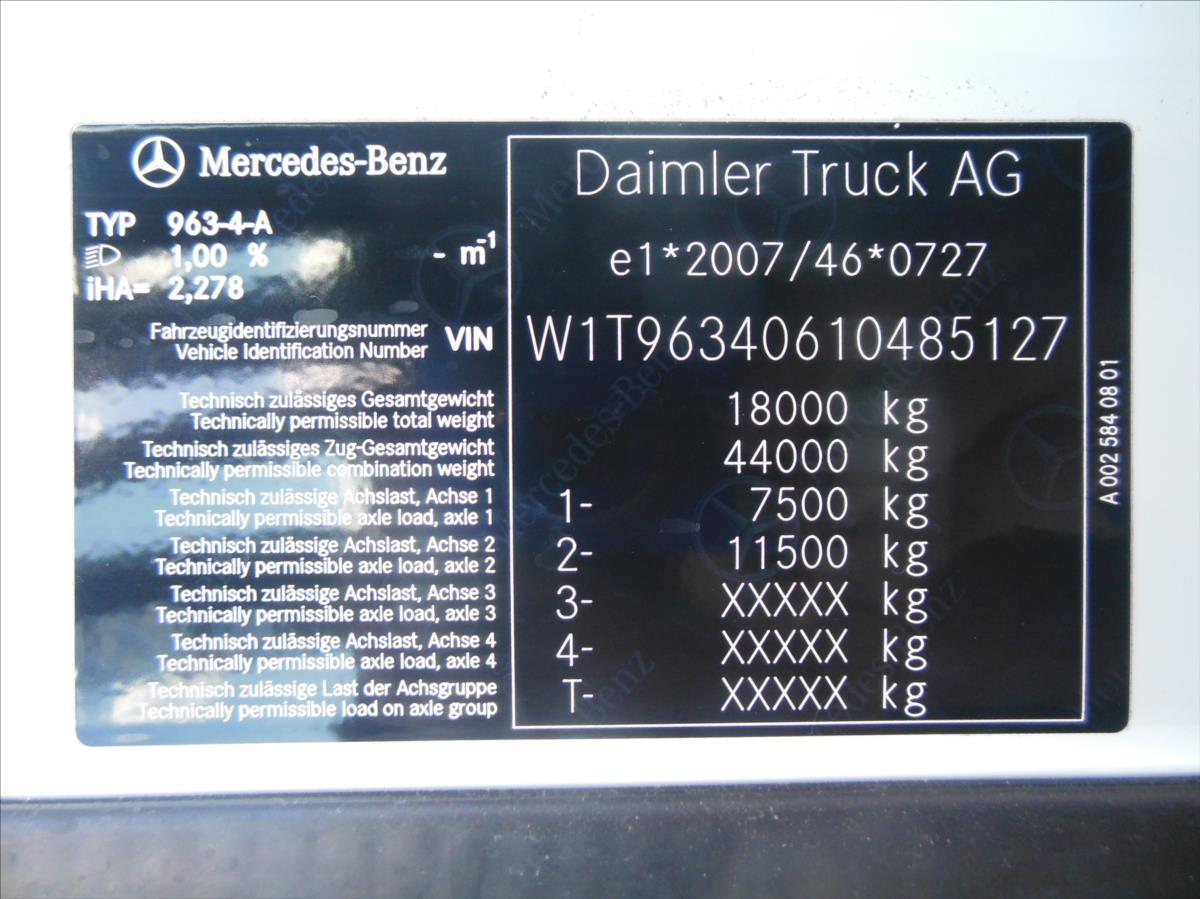 Mercedes-Benz
TYP 963-4-A
1,00 % - m⁻¹
iHA= 2,278
Daimler Truck AG
e1*2007/46*0727
Fahrzeugidentifizierungsnummer
Vehicle Identification Number VIN W1T96340610485127
Technisch zulässiges Gesamtgewicht
Technically permissible total weight 18000 kg
Technisch zulässiges Zug-Gesamtgewicht
Technically permissible combination weight 44000 kg
Technisch zulässige Achslast, Achse 1
Technically permissible axle load, axle 1 1- 7500 kg
Technisch zulässige Achslast, Achse 2
Technically permissible axle load, axle 2 2- 11500 kg
Technisch zulässige Achslast, Achse 3
Technically permissible axle load, axle 3 3- XXXXX kg
Technisch zulässige Achslast, Achse 4
Technically permissible axle load, axle 4 4- XXXXX kg
Technisch zulässige Last der Achsgruppe
Technically permissible load on axle group T- XXXXX kg
A 002 584 08 01